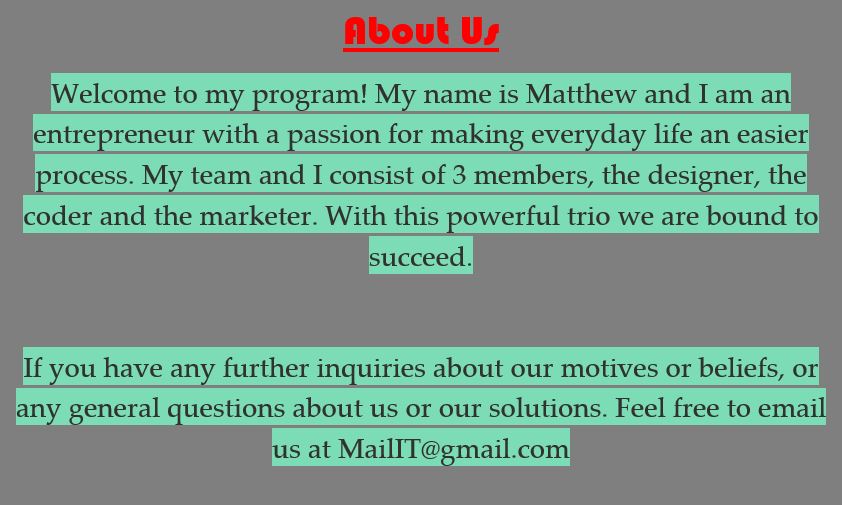 About Us
Welcome to my program! My name is Matthew and I am an
entrepreneur with a passion for making everyday life an easier
process. My team and I consist of 3 members, the designer, the
coder and the marketer. With this powerful trio we are bound to
succeed.
If you have any further inquiries about our motives or beliefs, or
any general questions about us or our solutions. Feel free to email
us at MailIT@gmail.com